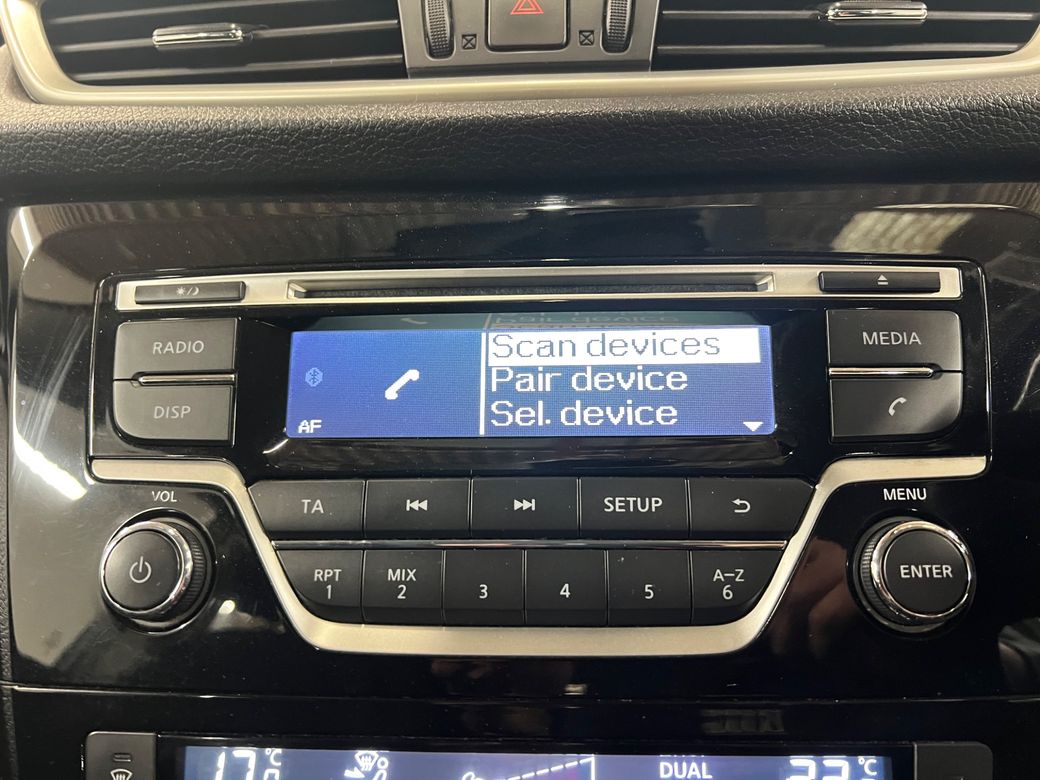 RADIO
DISP
AF
Scan devices
Pair device
Sel. device
MEDIA
VOL
TA
SETUP
MENU
RPT
1
MIX
2
3
4
5
A-Z
6
ENTER
°C
DUAL
°C